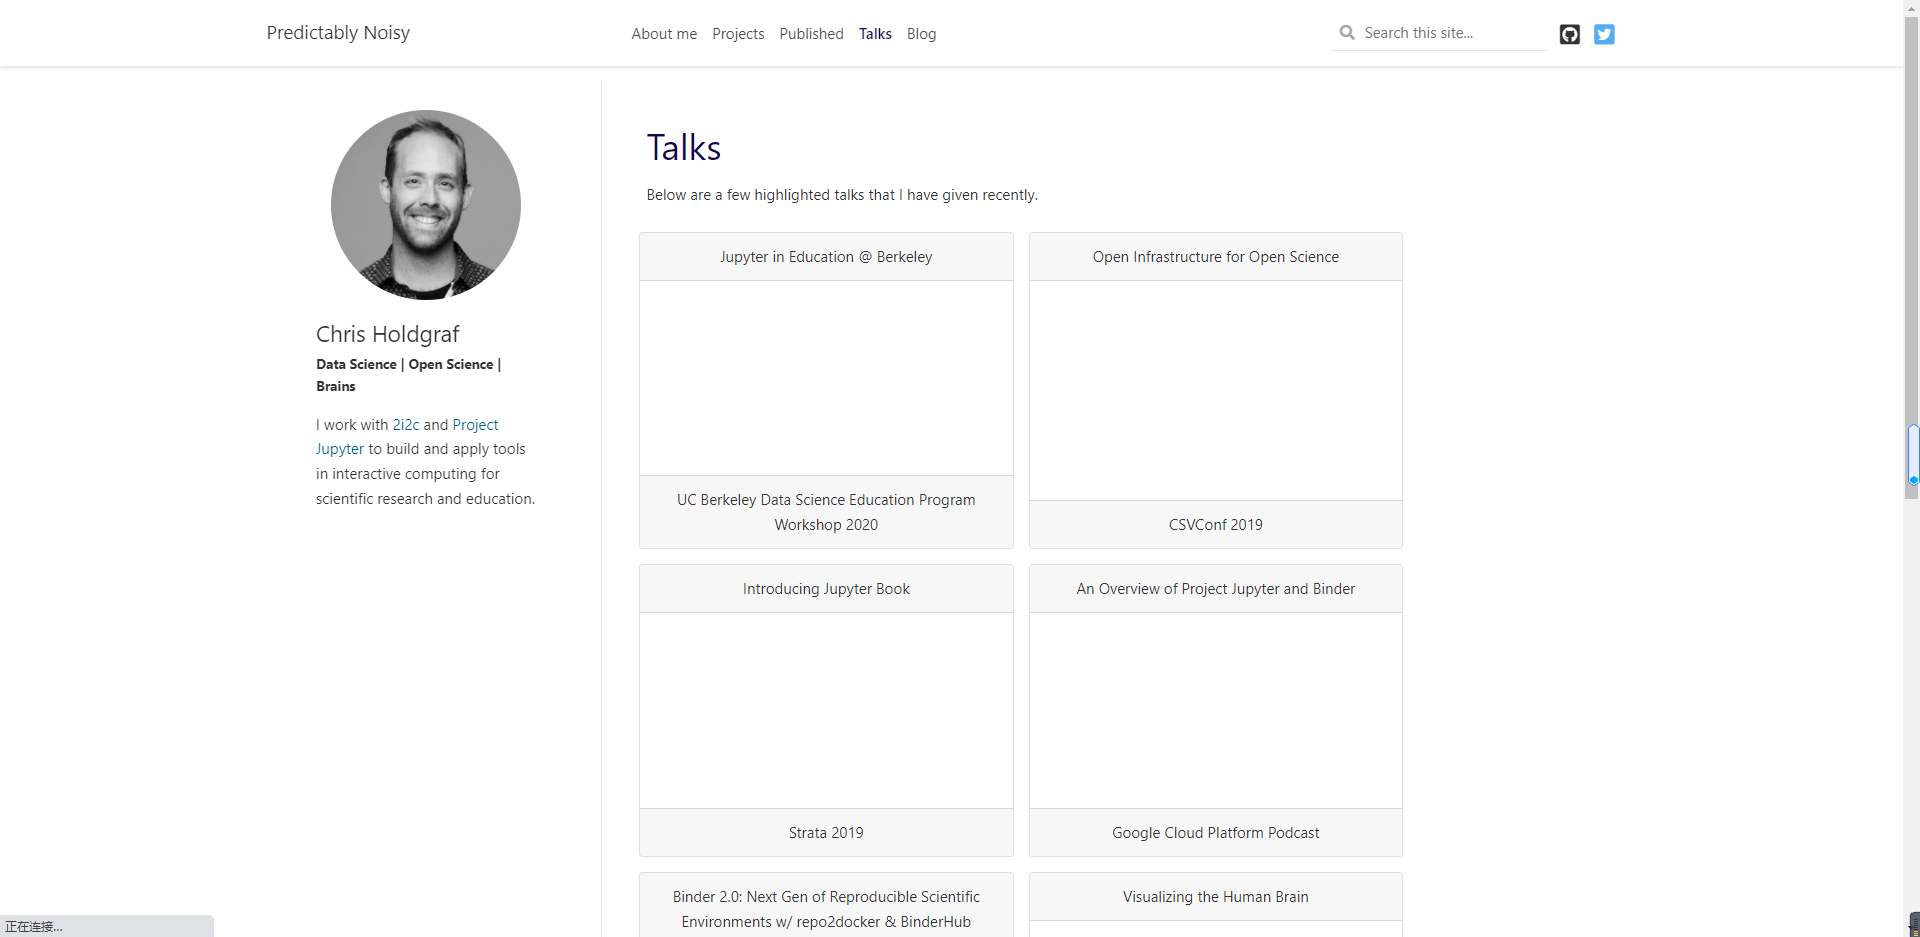 Predictably Noisy
About me Projects Published Talks Blog
Search this site...
Chris Holdgraf
Data Science | Open Science |
Brains
I work with 2i2c and Project
Jupyter to build and apply tools
in interactive computing for
scientific research and education.
Talks
Below are a few highlighted talks that I have given recently.
Jupyter in Education @ Berkeley
UC Berkeley Data Science Education Program
Workshop 2020
Open Infrastructure for Open Science
CSVConf 2019
Introducing Jupyter Book
Strata 2019
An Overview of Project Jupyter and Binder
Google Cloud Platform Podcast
Binder 2.0: Next Gen of Reproducible Scientific
Environments w/ repo2docker & BinderHub
Visualizing the Human Brain
正在连接...